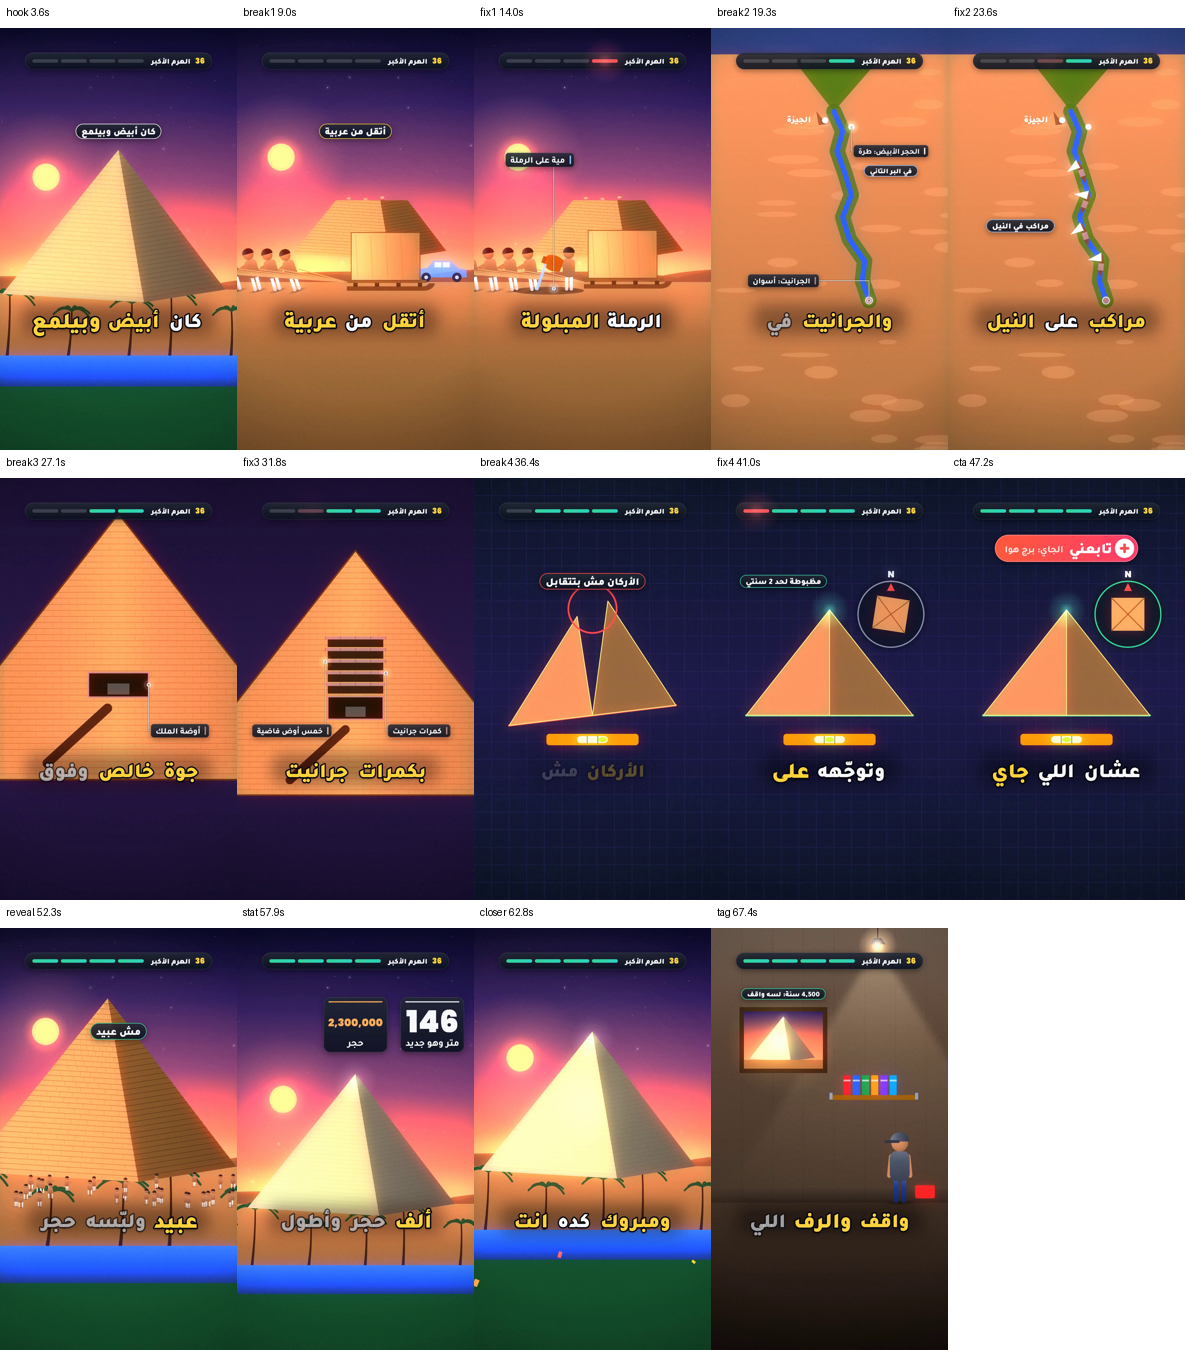 hook 3.6s
36 الهرم الأكبر
كان أبيض وبيلمع
كان أبيض وبيلمع
break1 9.0s
36 الهرم الأكبر
أتقل من عربية
أتقل من عربية
fix1 14.0s
36 الهرم الأكبر
مية على الرملة
الرملة المبلولة
break2 19.3s
36 الهرم الأكبر
الجيزة
الحجر الأبيض: طرة
في البر التاني
الجرانيت: أسوان
والجرانيت في
fix2 23.6s
36 الهرم الأكبر
الجيزة
مراكب في النيل
مراكب على النيل
break3 27.1s
36 الهرم الأكبر
أوضة الملك
جوة خالص وفوق
fix3 31.8s
36 الهرم الأكبر
كمرات جرانيت
خمس أوض فاضية
بكمرات جرانيت
break4 36.4s
36 الهرم الأكبر
الأركان مش بتتقابل
الأركان مش
fix4 41.0s
36 الهرم الأكبر
N
مظبوطة لحد 2 سنتي
وتوجّهه على
cta 47.2s
36 الهرم الأكبر
تابعني الجاي: برج هوا
N
عشان اللي جاي
reveal 52.3s
36 الهرم الأكبر
مش عبيد
عبيد ولبّسه حجر
stat 57.9s
36 الهرم الأكبر
146
متر وهو جديد
2,300,000
حجر
ألف حجر وأطول
closer 62.8s
36 الهرم الأكبر
ومبروك كده انت
tag 67.4s
36 الهرم الأكبر
4,500 سنة: لسه واقف
واقف والرف اللي